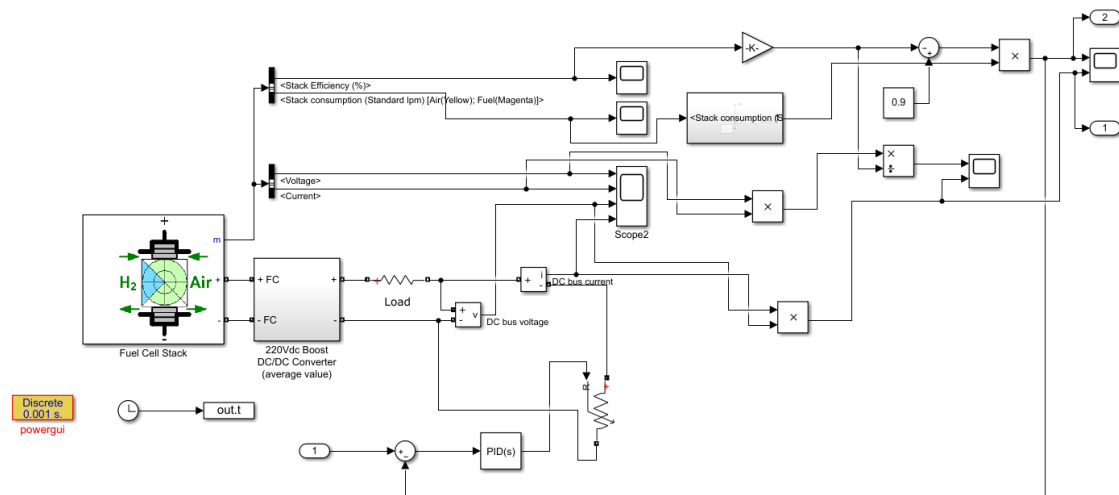 2
-K-
<Stack Efficiency (%)>
<Stack consumption (Standard lpm) [Air(Yellow); Fuel(Magenta)]>
0.9
1
<Voltage>
<Current>
Scope2
m
H2
Air
+ FC
- FC
Load
i
DC bus current
v
DC bus voltage
Fuel Cell Stack
220Vdc Boost
DC/DC Converter
(average value)
R
Discrete
0.001 s.
powergui
out.t
1
PID(s)